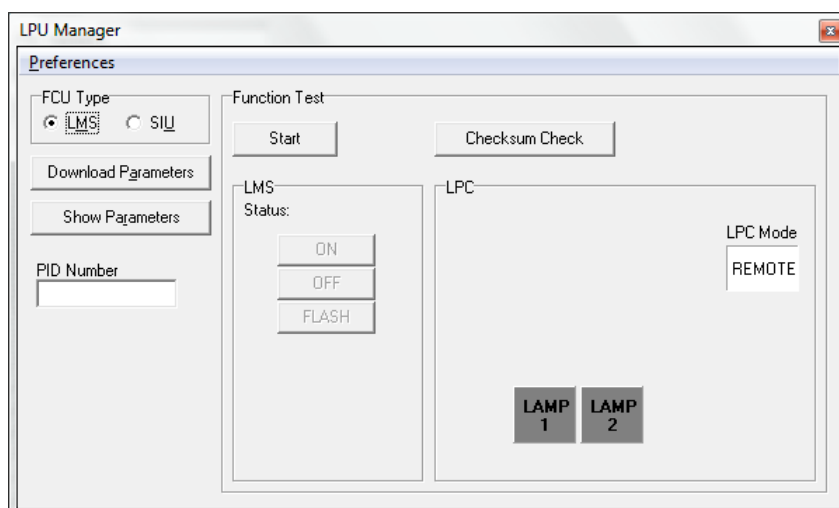 LPU Manager
Preferences
FCU Type
LMS
SIU
Download Parameters
Show Parameters
PID Number
Function Test
Start
Checksum Check
LMS
Status:
ON
OFF
FLASH
LPC
LPC Mode
REMOTE
LAMP
1
LAMP
2